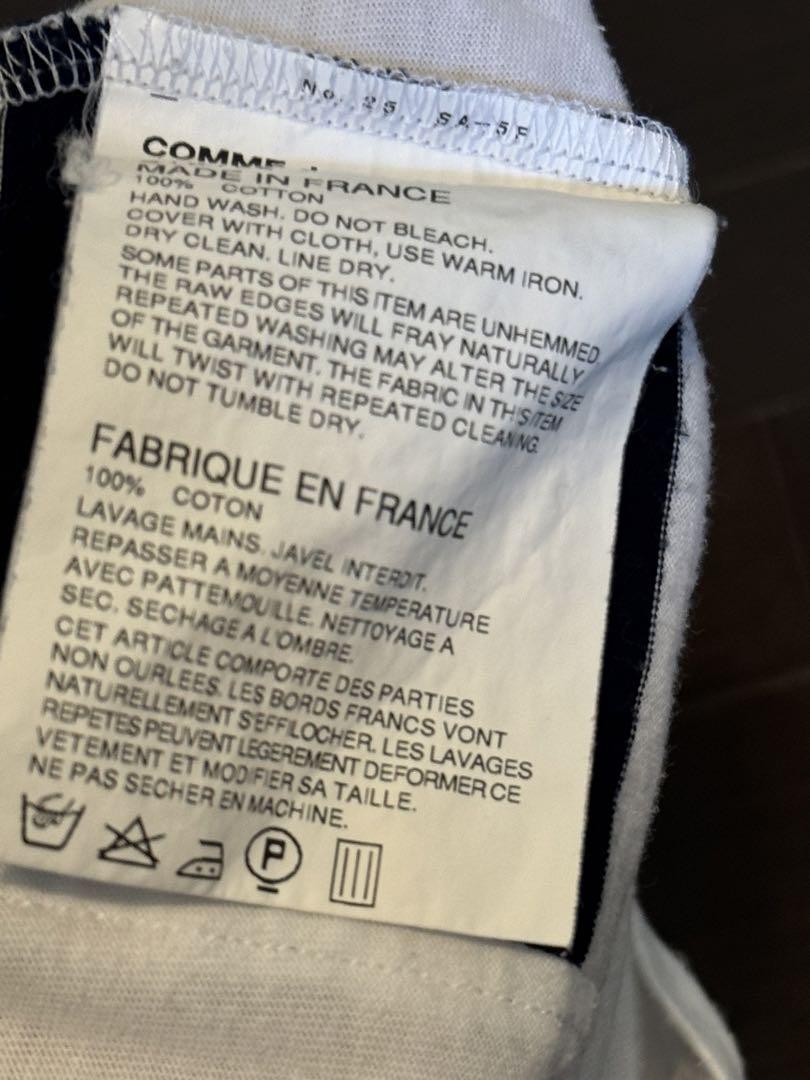 No. 25 SA-5F
COMME
MADE IN FRANCE
100% COTTON
HAND WASH. DO NOT BLEACH.
COVER WITH CLOTH, USE WARM IRON.
DRY CLEAN. LINE DRY.
SOME PARTS OF THIS ITEM ARE UNHEMMED
THE RAW EDGES WILL FRAY NATURALLY
REPEATED WASHING MAY ALTER THE SIZE
OF THE GARMENT. THE FABRIC IN THIS ITEM
WILL TWIST WITH REPEATED CLEANING.
DO NOT TUMBLE DRY.
FABRIQUE EN FRANCE
100% COTON
LAVAGE MAINS. JAVEL INTERDIT.
REPASSER A MOYENNE TEMPERATURE
AVEC PATTEMOUILLE. NETTOYAGE A
SEC. SECHAGE A L'OMBRE.
CET ARTICLE COMPORTE DES PARTIES
NON OURLEES. LES BORDS FRANCS VONT
NATURELLEMENT S'EFFILOCHER. LES LAVAGES
REPETES PEUVENT LEGEREMENT DEFORMER CE
VETEMENT ET MODIFIER SA TAILLE.
NE PAS SECHER EN MACHINE.
P